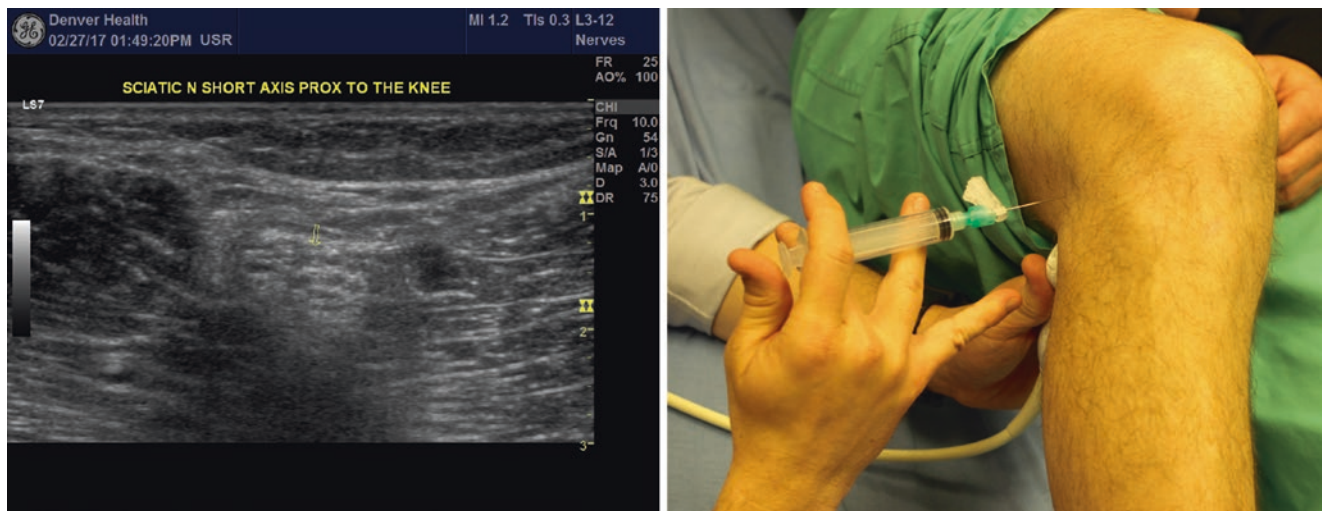 Denver Health
02/27/17 01:49:20PM USR
MI 1.2 TIs 0.3 L3-12
Nerves
FR 25
AO% 100
SCIATIC N SHORT AXIS PROX TO THE KNEE
LS7
CHI
Frq 10.0
Gn 54
S/A 1/3
Map A/0
D 3.0
DR 75
1
2
3